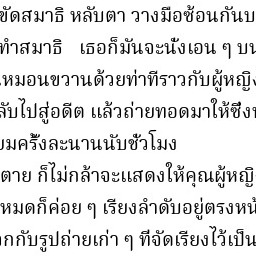 ขัดสมาธิ หลับตา วางมือซ้อนกันบ
ทำสมาธิ เธอก็มันจะนั่งเอน ๆ บน
หมอนขวานด้วยท่าทีราวกับผู้หญิง
ลับไปสู่อดีต แล้วถ่ายทอดมาให้ซึ่ง
ยมครั้งละนานนับชั่วโมง
ตาย ก็ไม่กล้าจะแสดงให้คุณผู้หญิ
หมดก็ค่อย ๆ เรียงลำดับอยู่ตรงหน้
กกับรูปถ่ายเก่า ๆ ที่จัดเรียงไว้เป็น